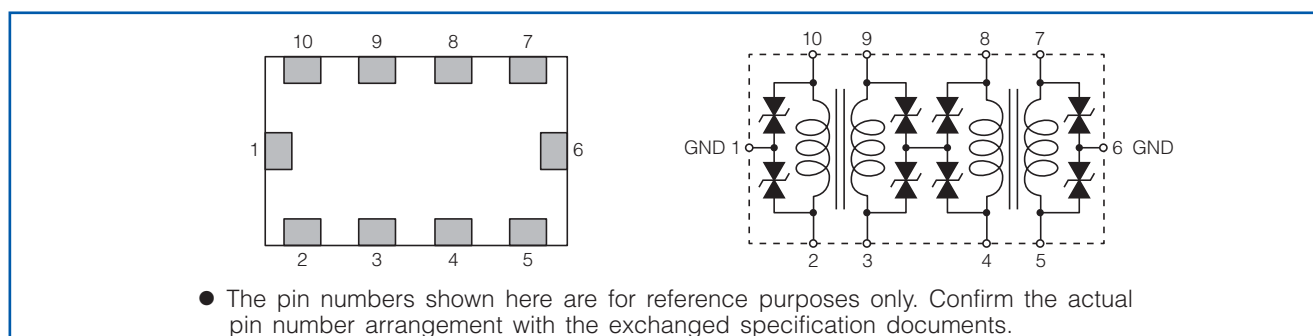 10 9 8 7
1 6
2 3 4 5
10 9 8 7
GND 1 6 GND
2 3 4 5
● The pin numbers shown here are for reference purposes only. Confirm the actual
pin number arrangement with the exchanged specification documents.